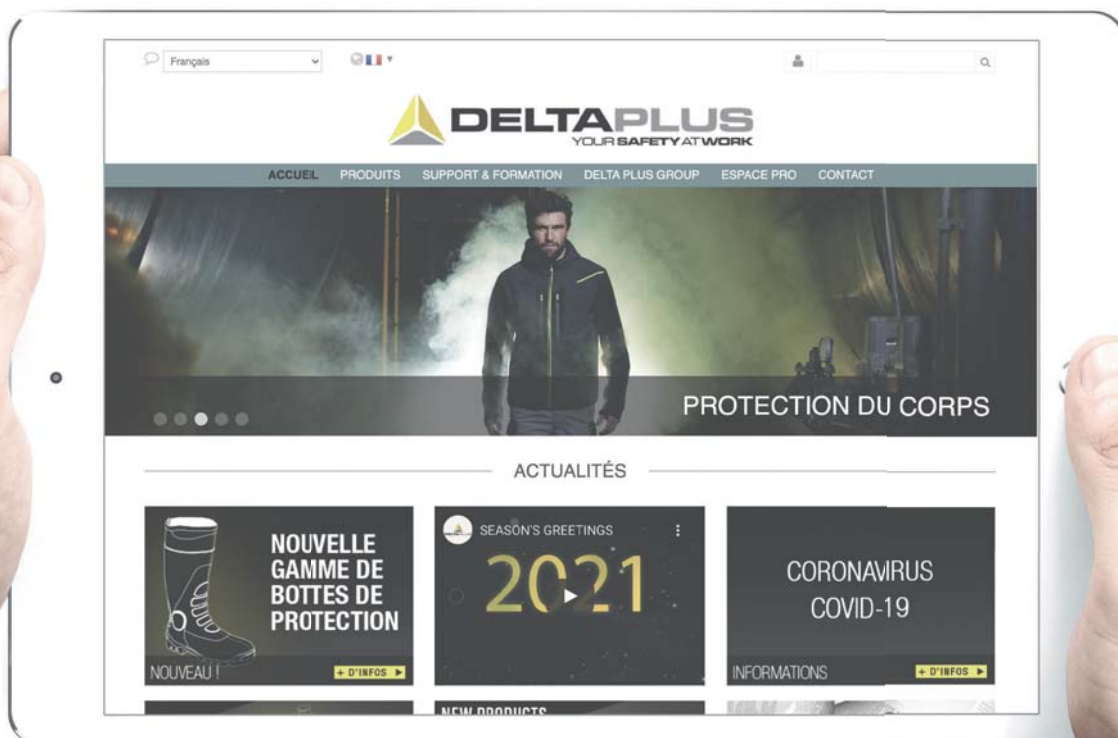 Français
DELTAPLUS
YOUR SAFETY AT WORK
ACCUEIL PRODUITS SUPPORT & FORMATION DELTA PLUS GROUP ESPACE PRO CONTACT
PROTECTION DU CORPS
ACTUALITÉS
NOUVELLE
GAMME DE
BOTTES DE
PROTECTION
NOUVEAU !
+ D'INFOS
SEASON'S GREETINGS
2021
CORONAVIRUS
COVID-19
INFORMATIONS
+ D'INFOS
NEW PRODUCTS